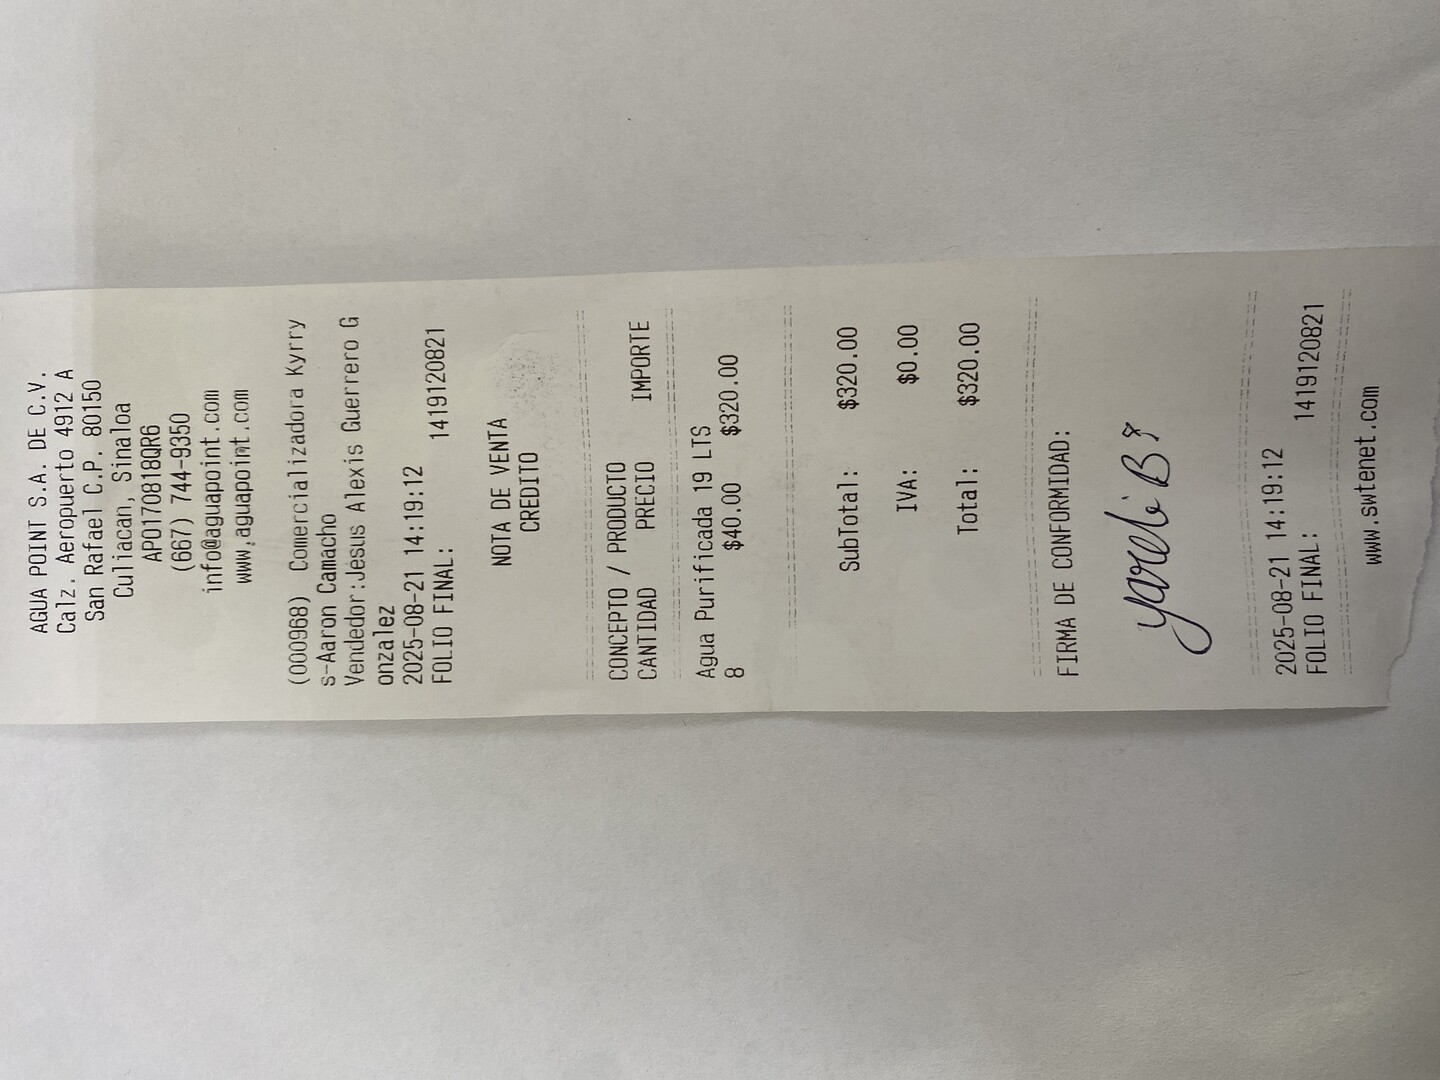 AGUA POINT S.A. DE C.V.
Calz. Aeropuerto 4912 A
San Rafael C.P. 80150
Culiacan, Sinaloa
APO170818QR6
(667) 744-9350
info@aguapoint.com
www.aguapoint.com
(000968) Comercializadora Kyrry
s-Aaron Camacho
Vendedor:Jesus Alexis Guerrero G
onzalez
2025-08-21 14:19:12
FOLIO FINAL: 1419120821
NOTA DE VENTA
CREDITO
CONCEPTO / PRODUCTO
CANTIDAD PRECIO IMPORTE
Agua Purificada 19 LTS
8 $40.00 $320.00
SubTotal: $320.00
IVA: $0.00
Total: $320.00
FIRMA DE CONFORMIDAD:
Yareli B
2025-08-21 14:19:12
FOLIO FINAL: 1419120821
www.swtenet.com